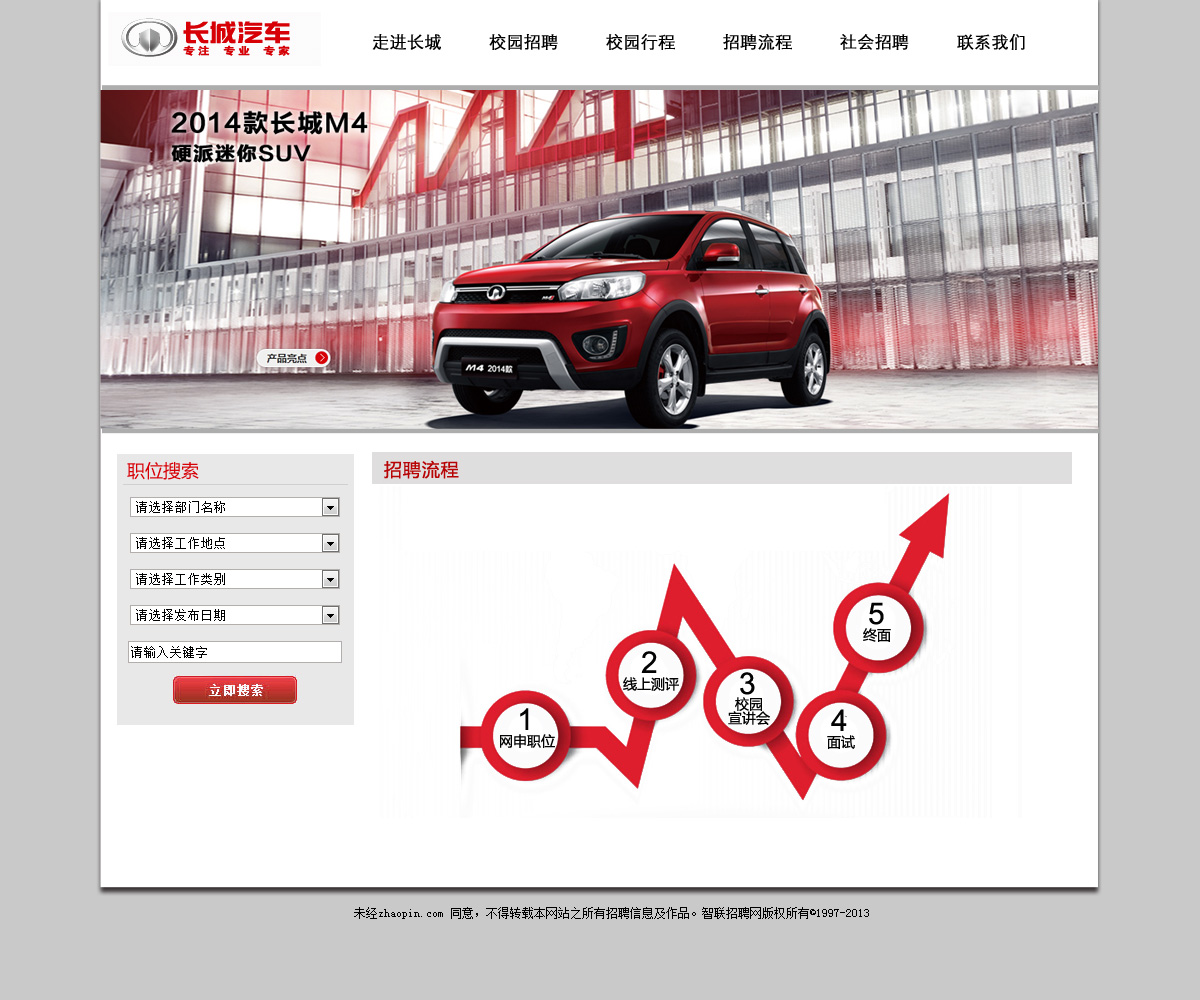 长城汽车
专注 专业 专家
走进长城 校园招聘 校园行程 招聘流程 社会招聘 联系我们
2014款长城M4
硬派迷你SUV
产品亮点
M4 2014款
职位搜索
请选择部门名称
请选择工作地点
请选择工作类别
请选择发布日期
请输入关键字
立即搜索
招聘流程
1
网申职位
2
线上测评
3
校园
宣讲会
4
面试
5
终面
未经zhaopin.com 同意，不得转载本网站之所有招聘信息及作品。智联招聘网版权所有©1997-2013